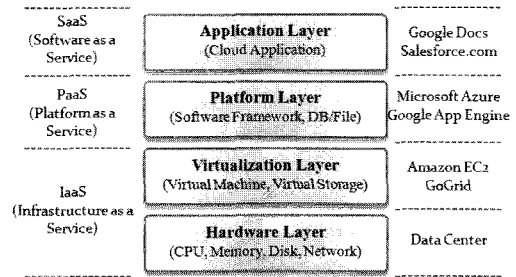 SaaS
(Software as a
Service)
Application Layer
(Cloud Application)
Google Docs
Salesforce.com
PaaS
(Platform as a
Service)
Platform Layer
(Software Framework, DB/File)
Microsoft Azure
Google App Engine
IaaS
(Infrastructure as a
Service)
Virtualization Layer
(Virtual Machine, Virtual Storage)
Amazon EC2
GoGrid
Hardware Layer
(CPU, Memory, Disk, Network)
Data Center